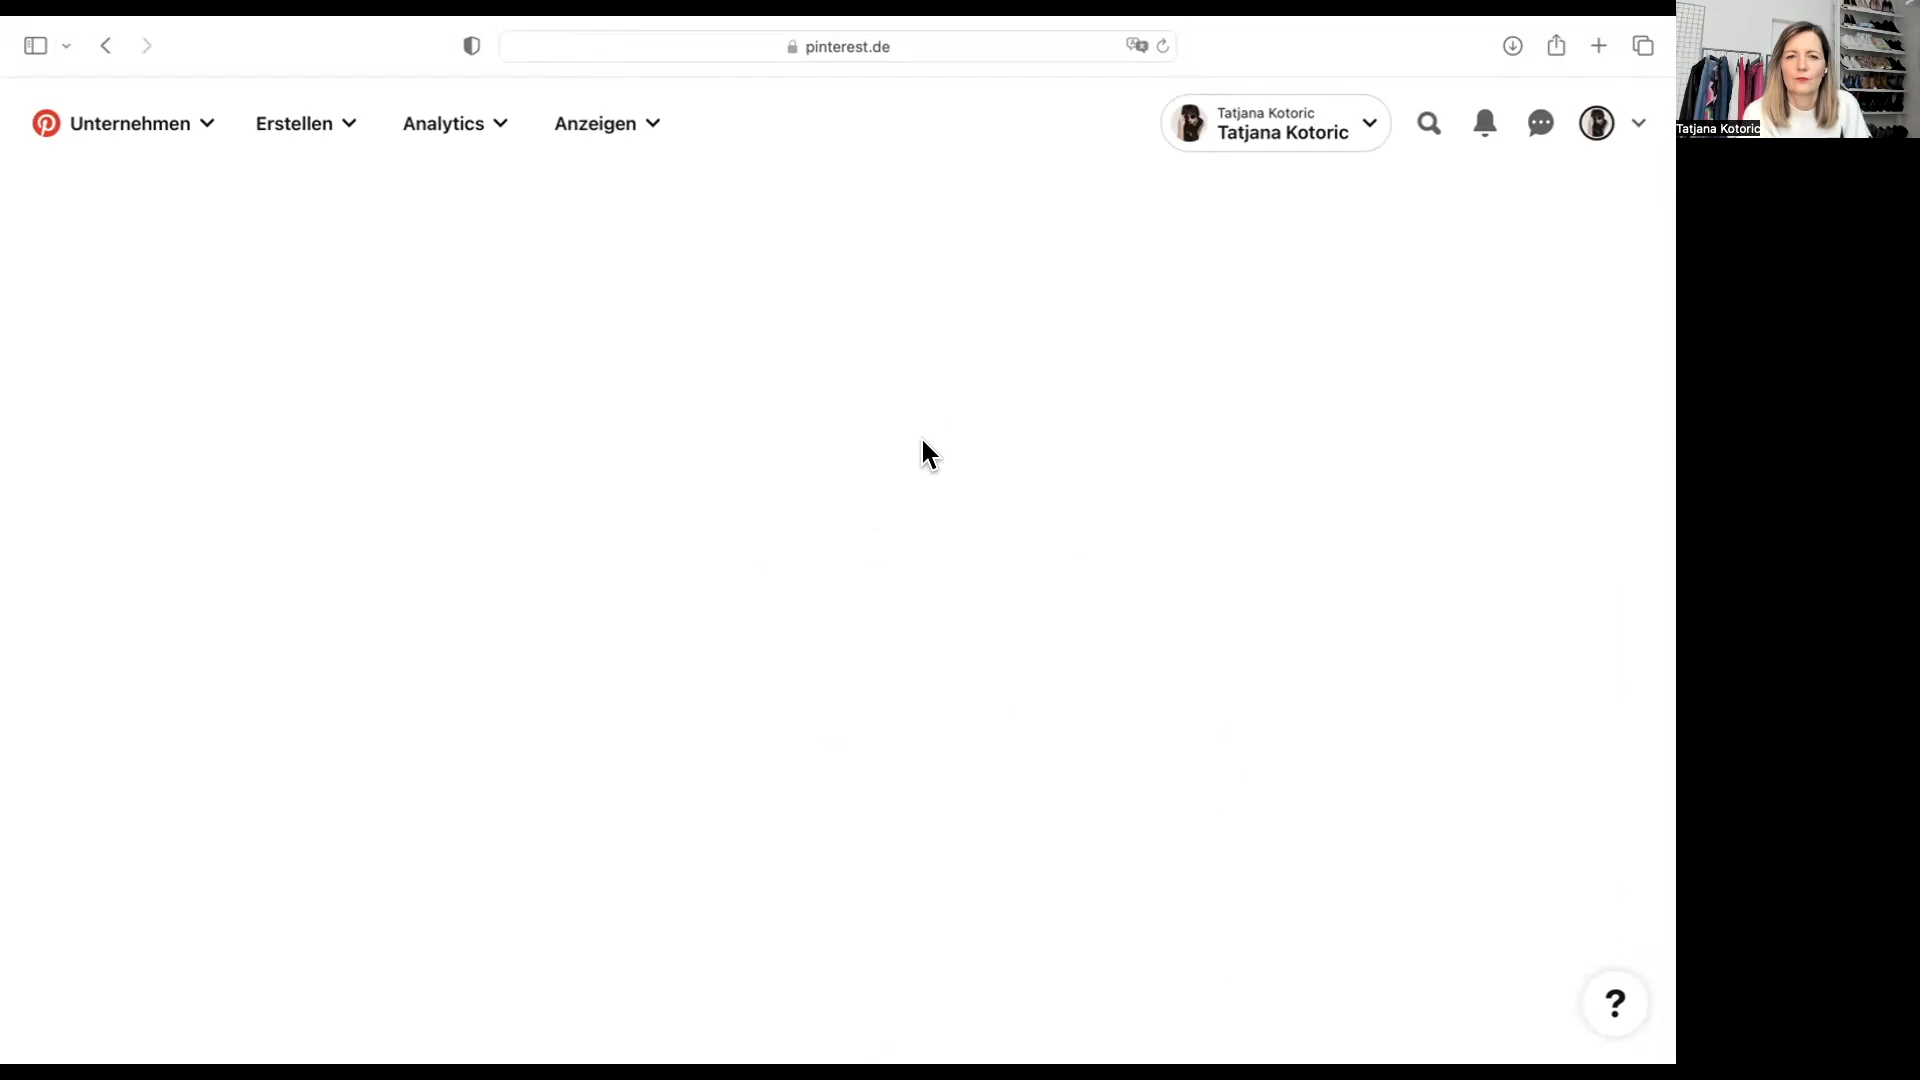 pinterest.de
Unternehmen
Erstellen
Analytics
Anzeigen
Tatjana Kotoric
Tatjana Kotoric
Tatjana Kotoric
?